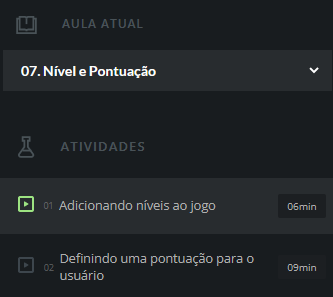 AULA ATUAL
07. Nível e Pontuação
ATIVIDADES
01 Adicionando níveis ao jogo 06min
02 Definindo uma pontuação para o 09min
usuário